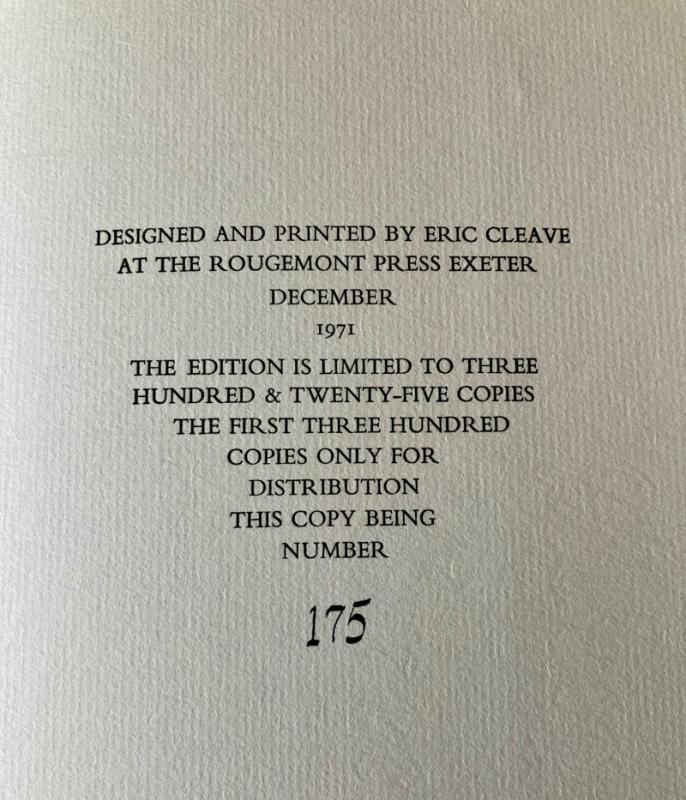 DESIGNED AND PRINTED BY ERIC CLEAVE
AT THE ROUGEMONT PRESS EXETER
DECEMBER
1971
THE EDITION IS LIMITED TO THREE
HUNDRED & TWENTY-FIVE COPIES
THE FIRST THREE HUNDRED
COPIES ONLY FOR
DISTRIBUTION
THIS COPY BEING
NUMBER
175